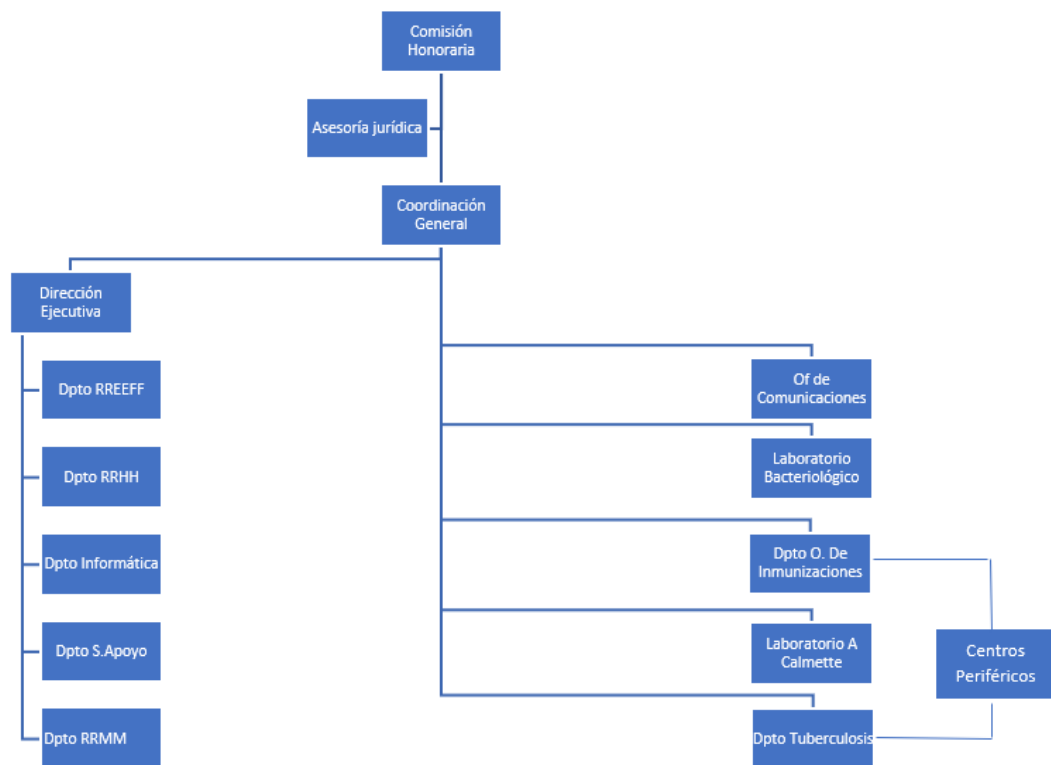 Comisión
Honoraria
Asesoría jurídica
Coordinación
General
Dirección
Ejecutiva
Dpto RREEFF
Dpto RRHH
Dpto Informática
Dpto S.Apoyo
Dpto RRMM
Of de
Comunicaciones
Laboratorio
Bacteriológico
Dpto O. De
Inmunizaciones
Laboratorio A
Calmette
Dpto Tuberculosis
Centros
Periféricos